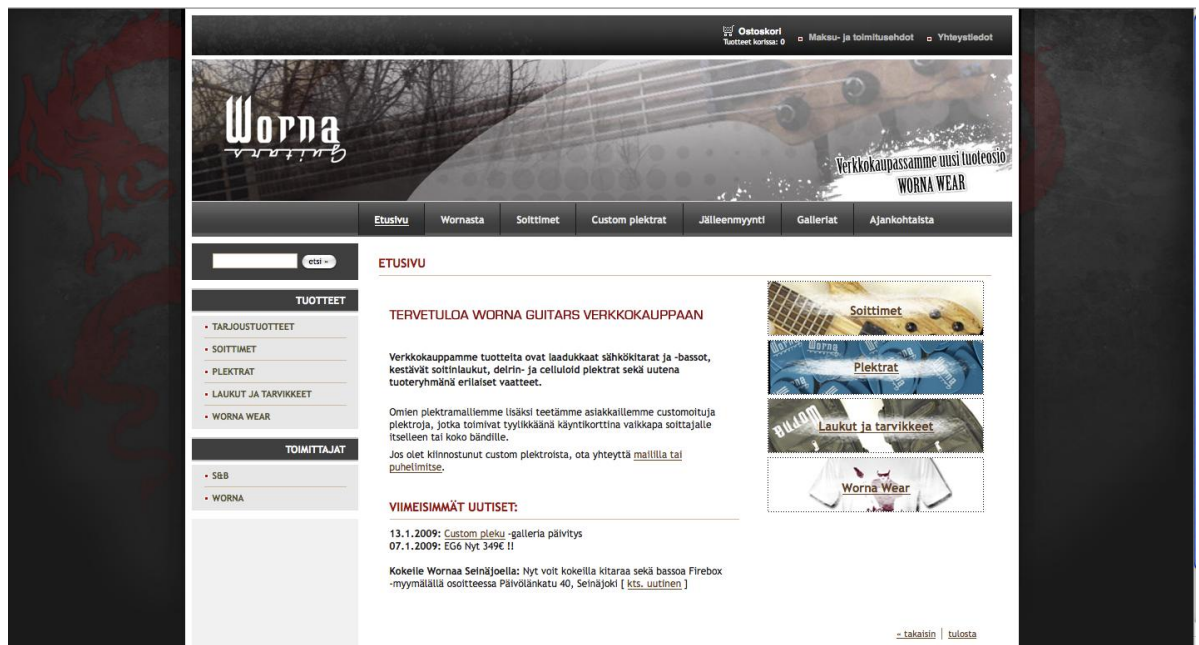 Ostoskori
Tuotteet korissa: 0
Maksu- ja toimitusehdot
Yhteystiedot
Worna
Guitars
Verkkokaupassamme uusi tuoteosio
WORNA WEAR
Etusivu
Wornasta
Soittimet
Custom plektrat
Jälleenmyynti
Galleriat
Ajankohtaista
etsi »
TUOTTEET
TARJOUSTUOTTEET
SOITTIMET
PLEKTRAT
LAUKUT JA TARVIKKEET
WORNA WEAR
TOIMITTAJAT
S&B
WORNA
ETUSIVU
TERVETULOA WORNA GUITARS VERKKOKAUPPAAN
Verkkokauppamme tuotteita ovat laadukkaat sähkökitarat ja -bassot,
kestävät soitinlaukut, delrin- ja celluloid plektrat sekä uutena
tuoteryhmänä erilaiset vaatteet.
Omien plektramalliemme lisäksi teetämme asiakkaillemme customoituja
plektroja, jotka toimivat tyylikkäänä käyntikorttina vaikkapa soittajalle
itselleen tai koko bändille.
Jos olet kiinnostunut custom plektroista, ota yhteyttä maililla tai
puhelimitse.
VIIMEISIMMÄT UUTISET:
13.1.2009: Custom pleku -galleria päivitys
07.1.2009: EG6 Nyt 349€ !!
Kokeile Wornaa Seinäjoella: Nyt voit kokeilla kitaraa sekä bassoa Firebox
-myymälällä osoitteessa Päivölänkatu 40, Seinäjoki [ kts. uutinen ]
Soittimet
Plektrat
Laukut ja tarvikkeet
Worna Wear
« takaisin | tulosta